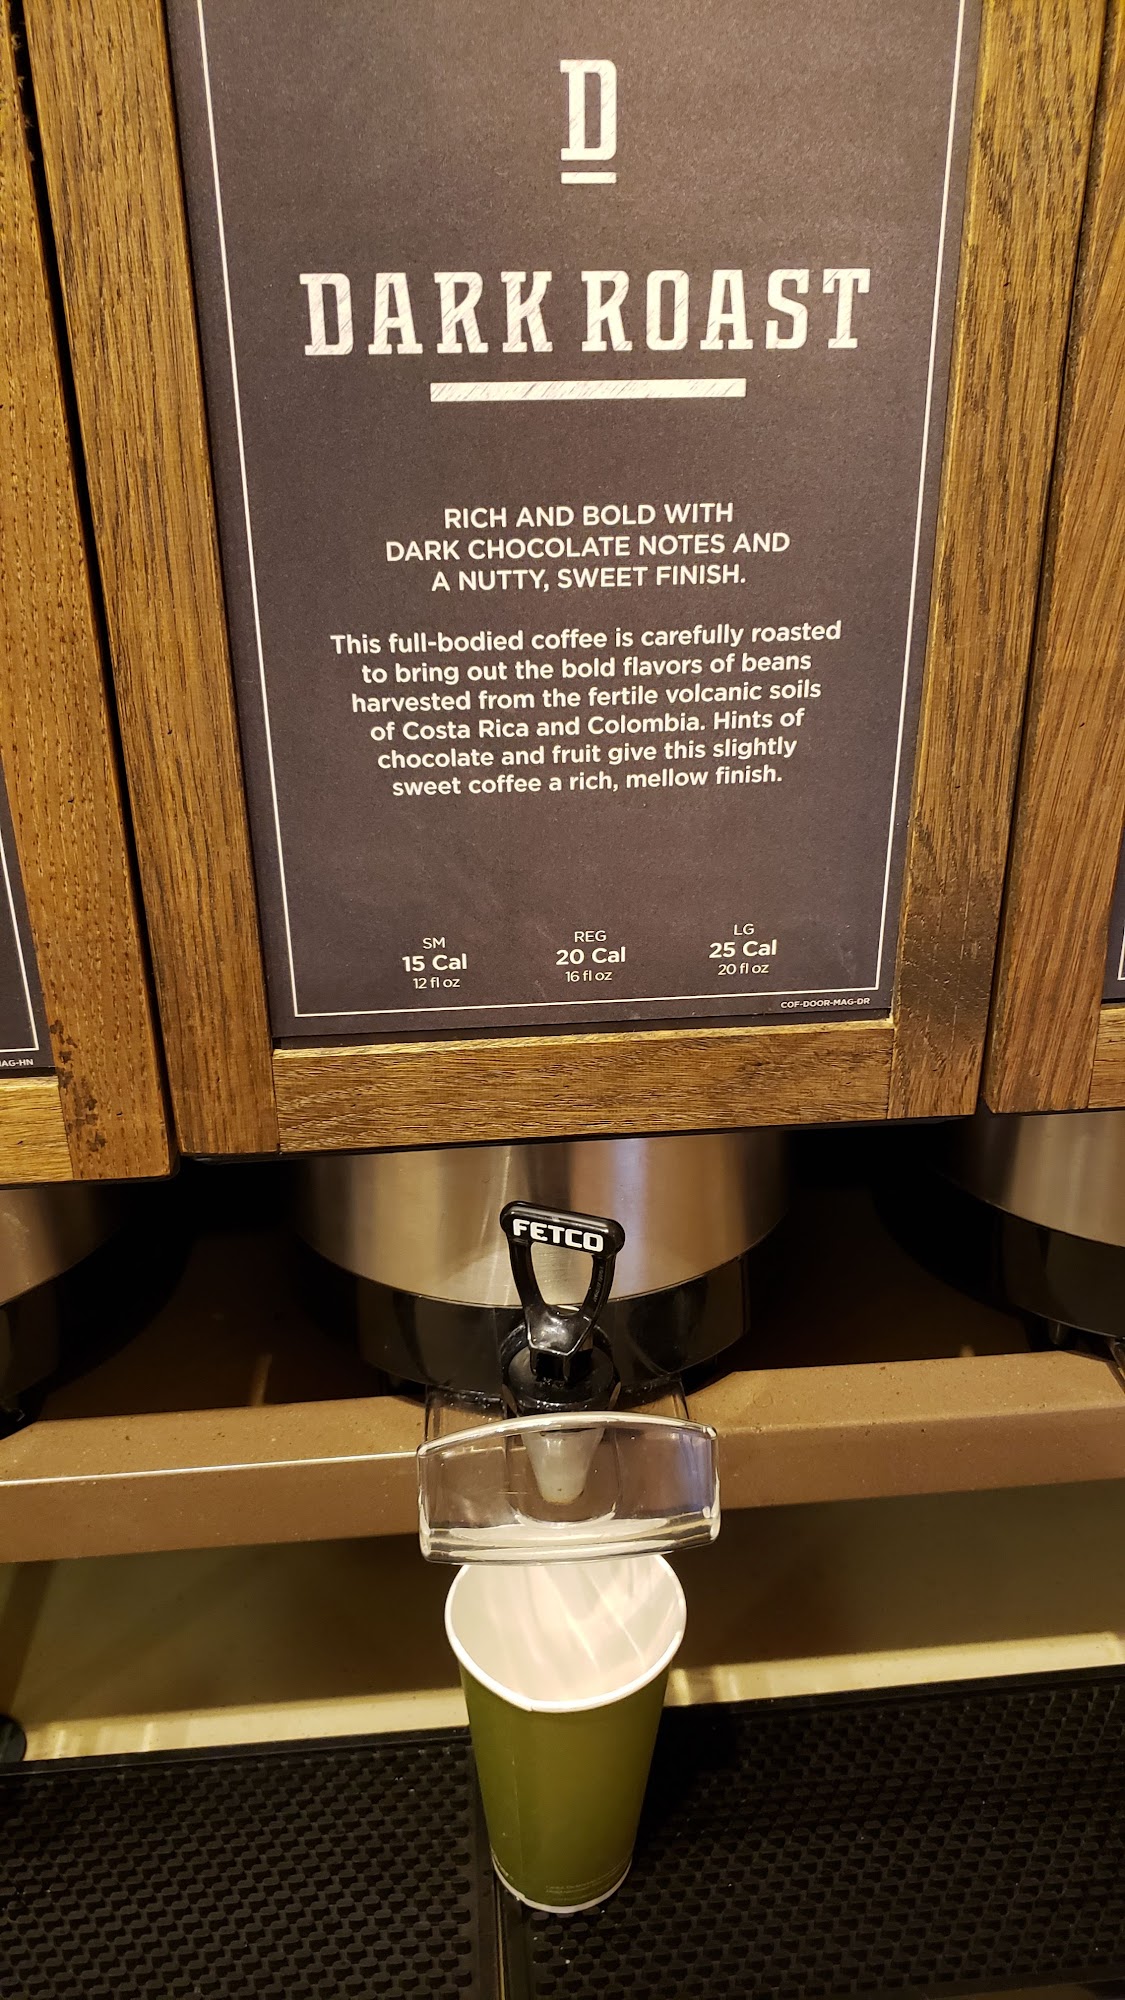 D
DARK ROAST
RICH AND BOLD WITH
DARK CHOCOLATE NOTES AND
A NUTTY, SWEET FINISH.
This full-bodied coffee is carefully roasted
to bring out the bold flavors of beans
harvested from the fertile volcanic soils
of Costa Rica and Colombia. Hints of
chocolate and fruit give this slightly
sweet coffee a rich, mellow finish.
SM REG LG
15 Cal 20 Cal 25 Cal
12 fl oz 16 fl oz 20 fl oz
COF-DOOR-MAG-DR
AG-HN
FETCO